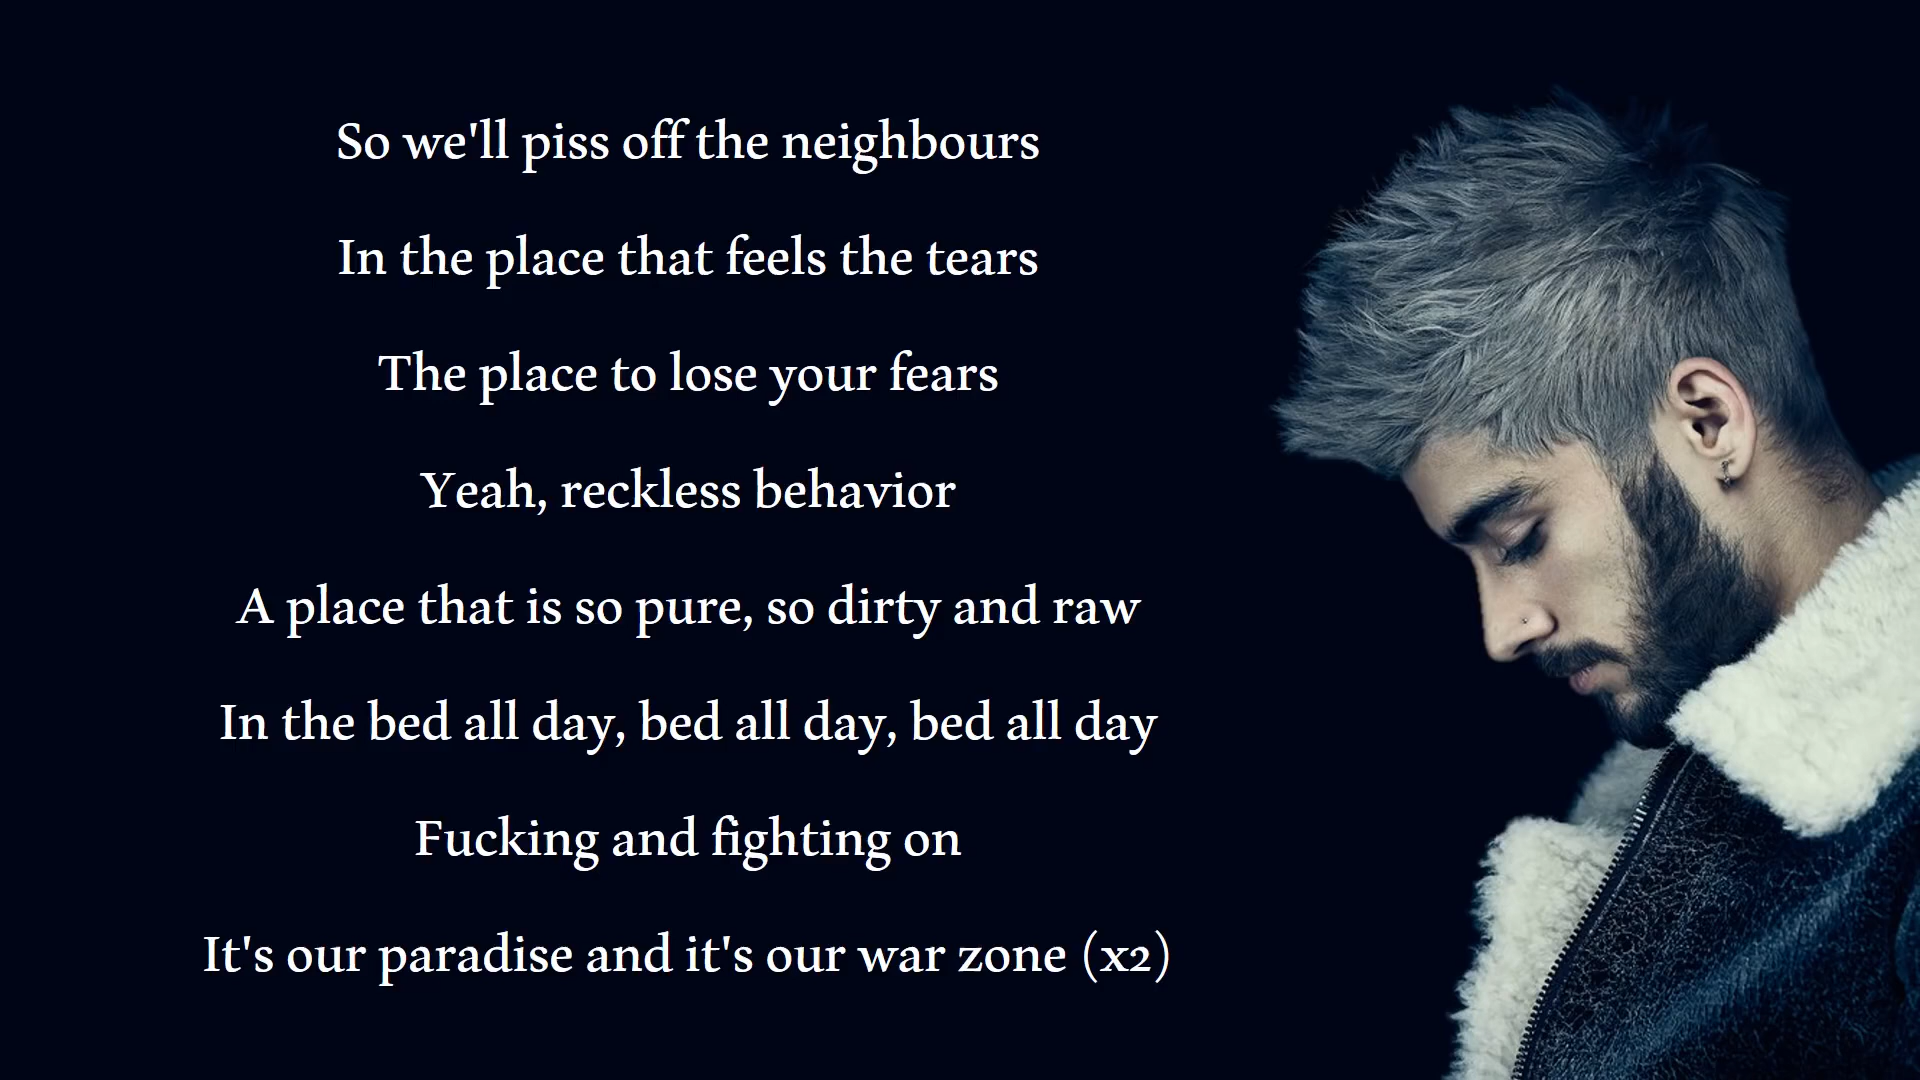 So we'll piss off the neighbours
In the place that feels the tears
The place to lose your fears
Yeah, reckless behavior
A place that is so pure, so dirty and raw
In the bed all day, bed all day, bed all day
Fucking and fighting on
It's our paradise and it's our war zone (x2)